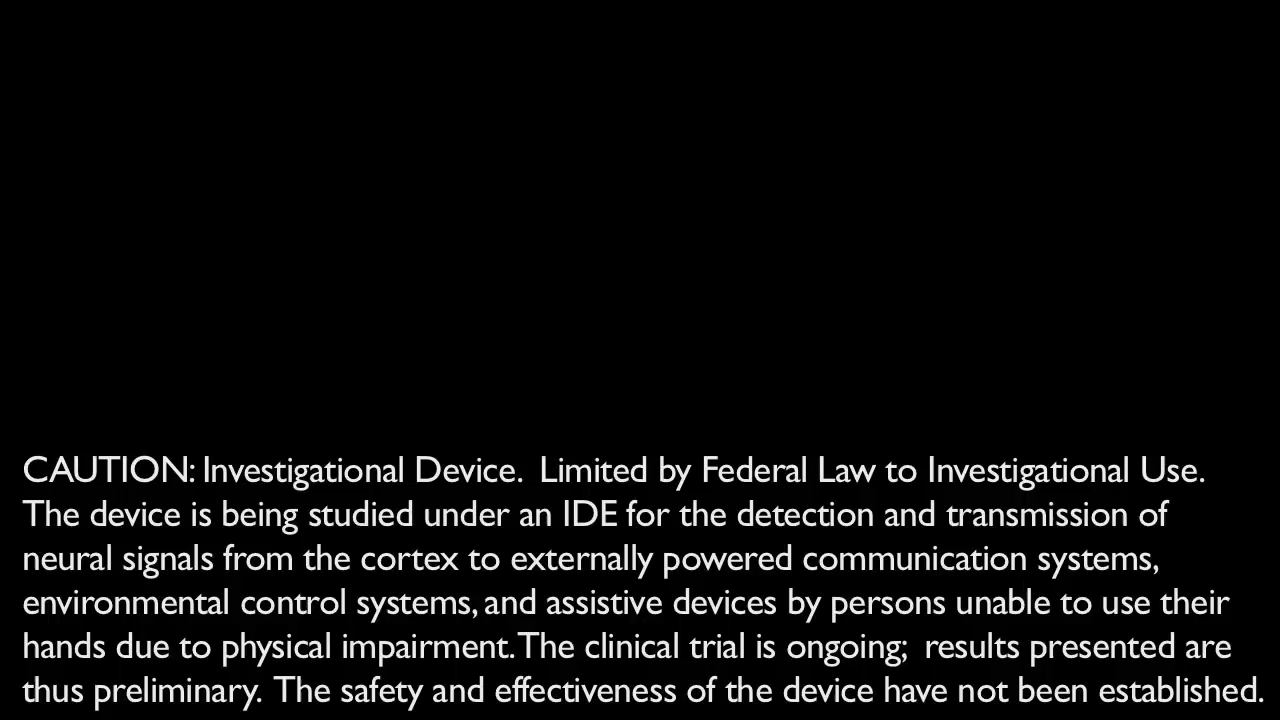 CAUTION: Investigational Device.  Limited by Federal Law to Investigational Use.
The device is being studied under an IDE for the detection and transmission of
neural signals from the cortex to externally powered communication systems,
environmental control systems, and assistive devices by persons unable to use their
hands due to physical impairment. The clinical trial is ongoing;  results presented are
thus preliminary.  The safety and effectiveness of the device have not been established.